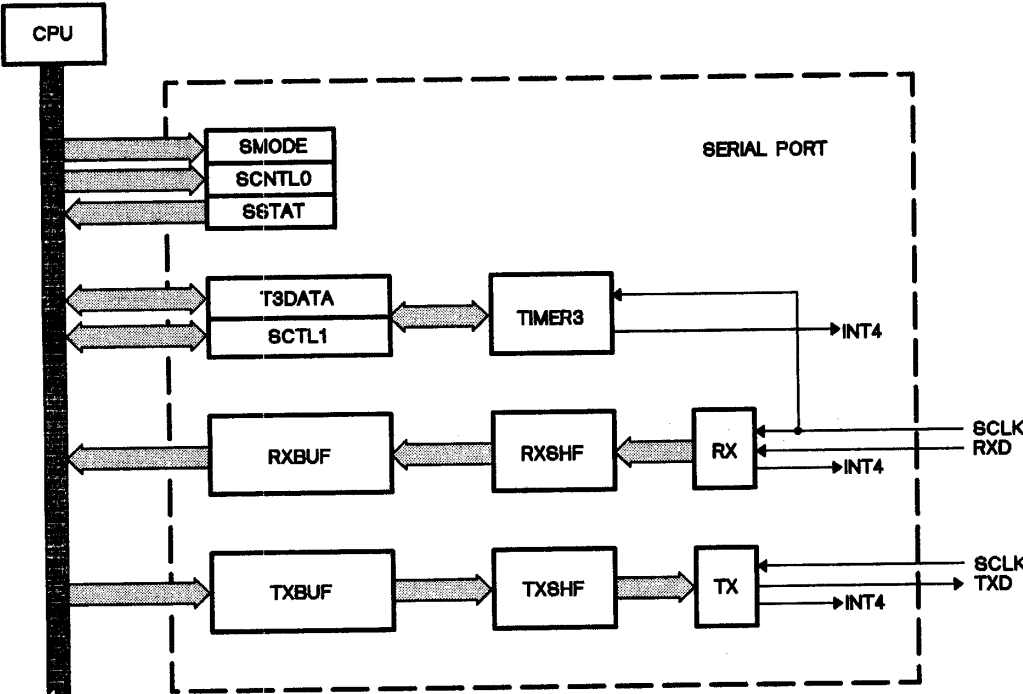 CPU
SERIAL PORT
SMODE
SCNTL0
SSTAT
T3DATA
SCTL1
TIMER3
INT4
RXBUF
RXSHF
RX
SCLK
RXD
INT4
TXBUF
TXSHF
TX
SCLK
TXD
INT4